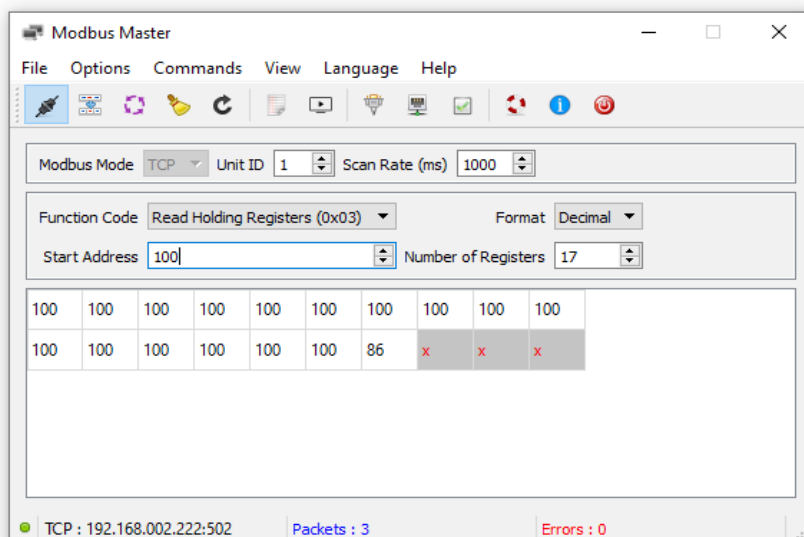 Modbus Master
File Options Commands View Language Help
Modbus Mode TCP Unit ID 1 Scan Rate (ms) 1000
Function Code Read Holding Registers (0x03) Format Decimal
Start Address 100 Number of Registers 17
100 100 100 100 100 100 100 100 100 100
100 100 100 100 100 100 86 x x x
TCP : 192.168.002.222:502 Packets : 3 Errors : 0